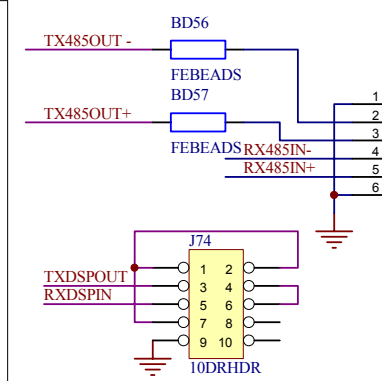 BD56
TX485OUT -
FEBEADS
BD57
TX485OUT+
FEBEADS
1
2
3
RX485IN-
4
RX485IN+
5
6
J74
1 2
TXDSPOUT
3 4
RXDSPIN
5 6
7 8
9 10
10DRHDR